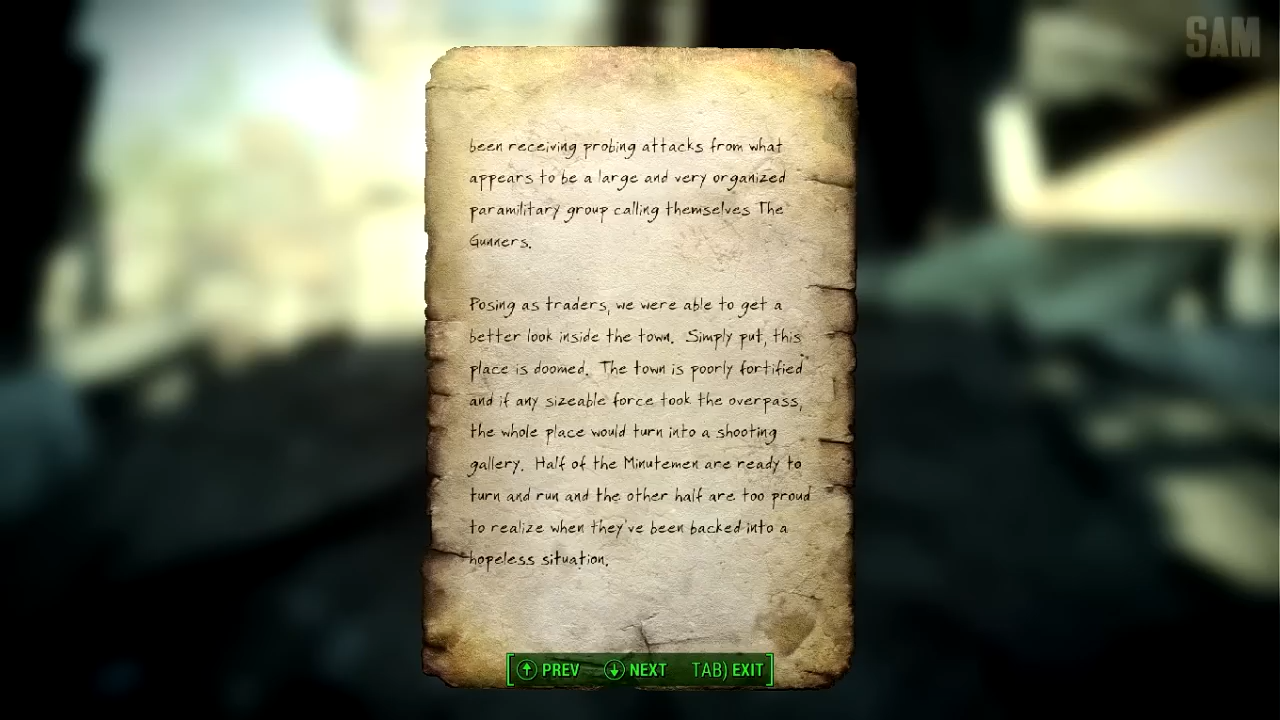 SAM
been receiving probing attacks from what
appears to be a large and very organized
paramilitary group calling themselves The
Gunners.
Posing as traders, we were able to get a
better look inside the town. Simply put, this
place is doomed. The town is poorly fortified
and if any sizeable force took the overpass,
the whole place would turn into a shooting
gallery. Half of the Minutemen are ready to
turn and run and the other half are too proud
to realize when they've been backed into a
hopeless situation.
PREV NEXT TAB) EXIT